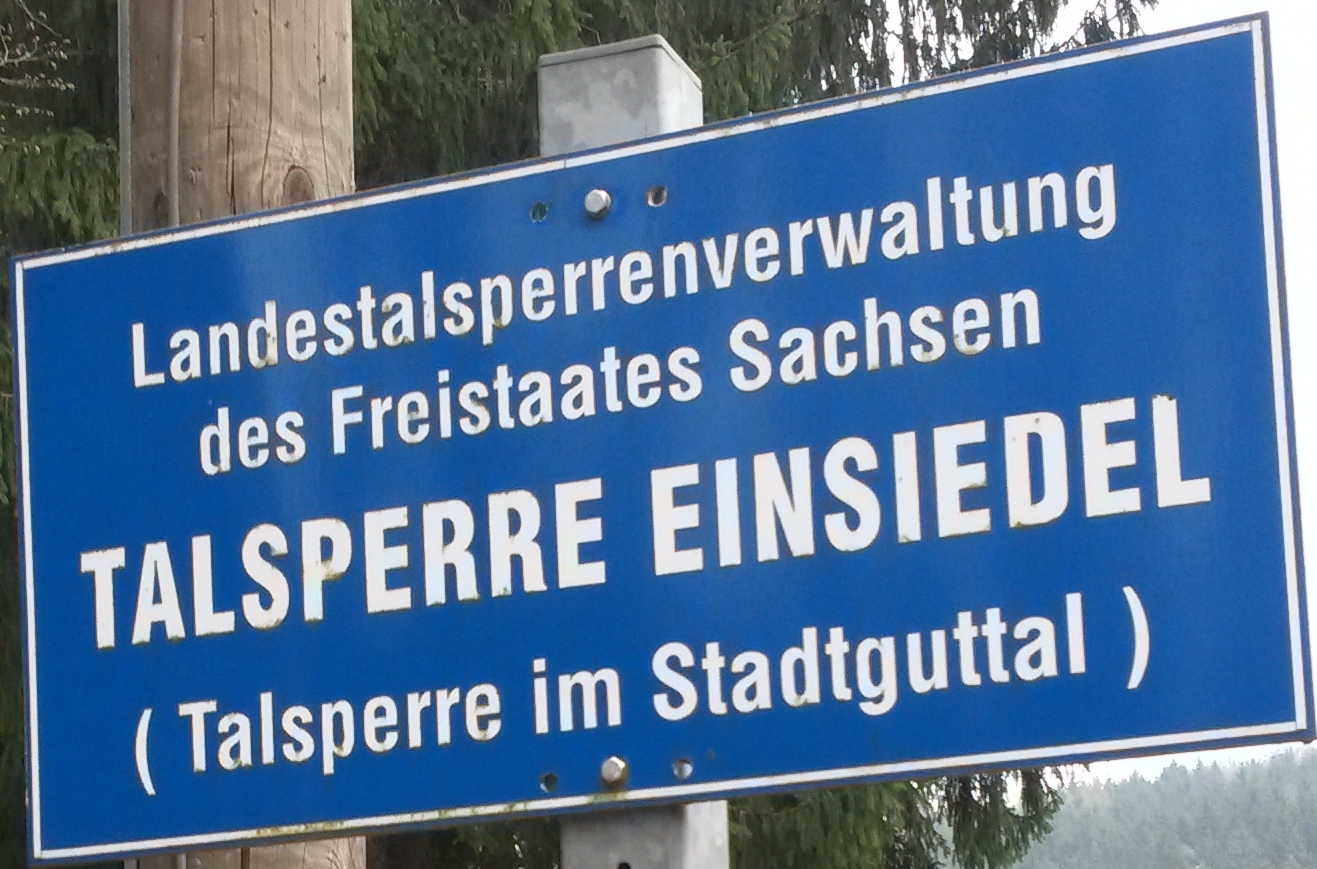 Landestalsperrenverwaltung
des Freistaates Sachsen
TALSPERRE EINSIEDEL
( Talsperre im Stadtguttal )